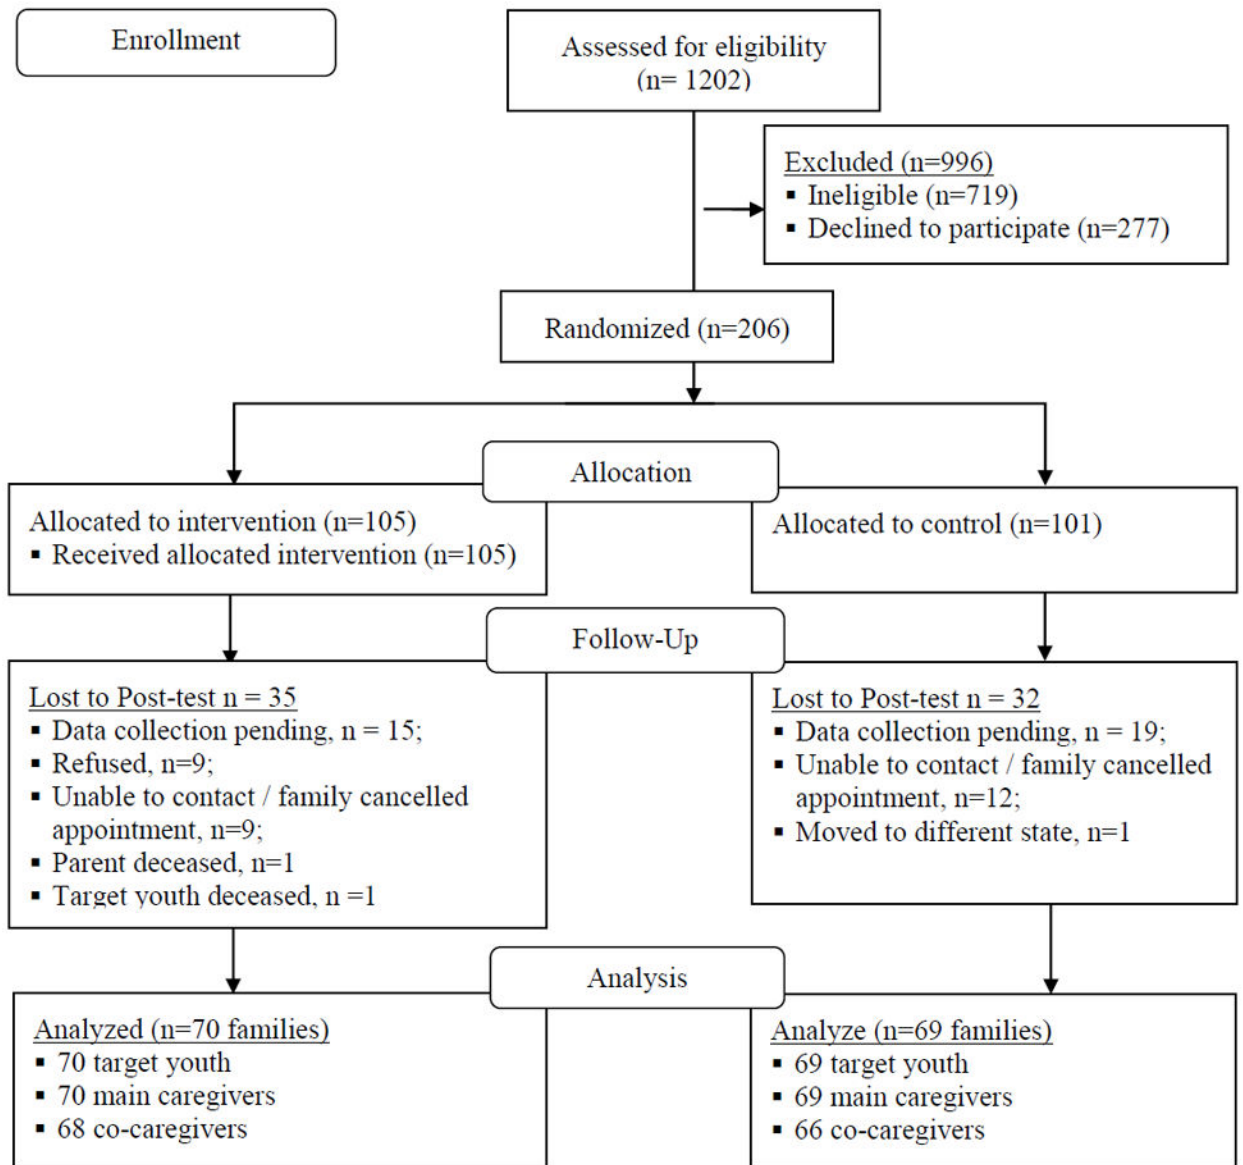 Enrollment
Assessed for eligibility
(n= 1202)
Excluded (n=996)
▪ Ineligible (n=719)
▪ Declined to participate (n=277)
Randomized (n=206)
Allocation
Allocated to intervention (n=105)
▪ Received allocated intervention (n=105)
Allocated to control (n=101)
Follow-Up
Lost to Post-test n = 35
▪ Data collection pending, n = 15;
▪ Refused, n=9;
▪ Unable to contact / family cancelled
appointment, n=9;
▪ Parent deceased, n=1
▪ Target youth deceased, n =1
Lost to Post-test n = 32
▪ Data collection pending, n = 19;
▪ Unable to contact / family cancelled
appointment, n=12;
▪ Moved to different state, n=1
Analysis
Analyzed (n=70 families)
▪ 70 target youth
▪ 70 main caregivers
▪ 68 co-caregivers
Analyze (n=69 families)
▪ 69 target youth
▪ 69 main caregivers
▪ 66 co-caregivers